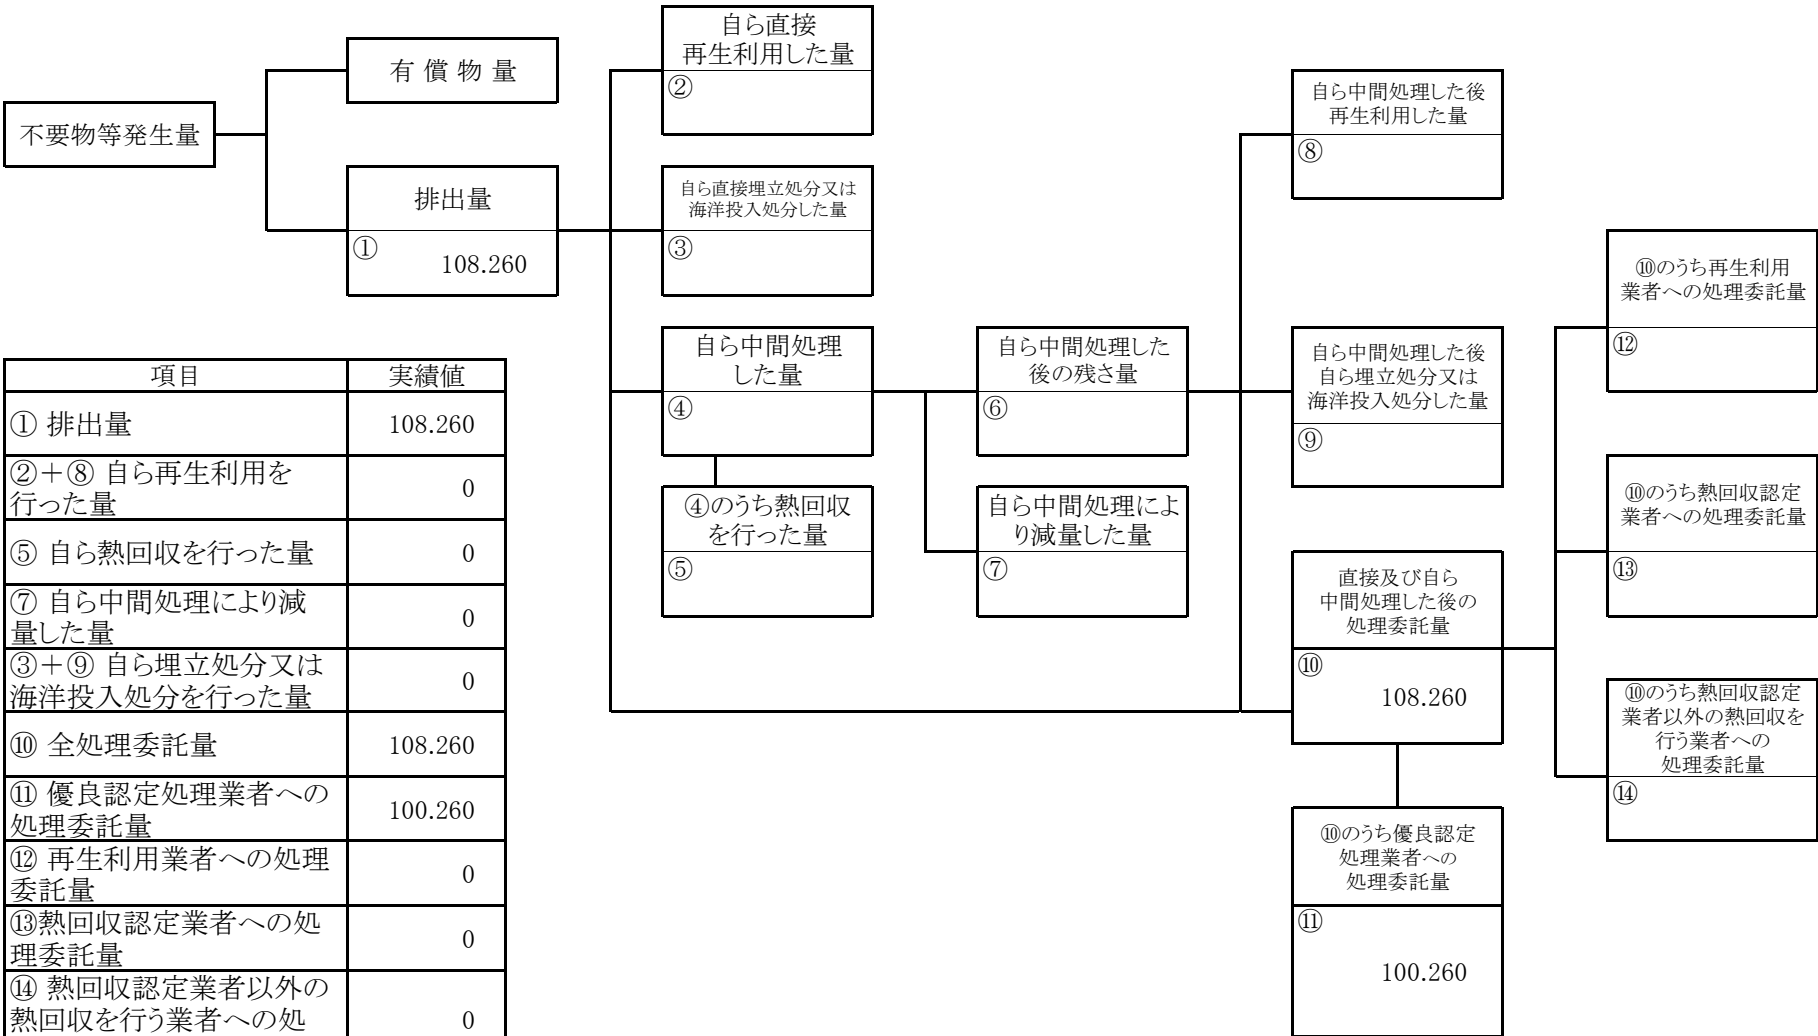 不要物等発生量
有 償 物 量
排出量
①
108.260
自ら直接
再生利用した量
②
自ら直接埋立処分又は
海洋投入処分した量
③
自ら中間処理
した量
④
④のうち熱回収
を行った量
⑤
自ら中間処理した
後の残さ量
⑥
自ら中間処理によ
り減量した量
⑦
自ら中間処理した後
再生利用した量
⑧
自ら中間処理した後
自ら埋立処分又は
海洋投入処分した量
⑨
直接及び自ら
中間処理した後の
処理委託量
⑩
108.260
⑩のうち優良認定
処理業者への
処理委託量
⑪
100.260
⑩のうち再生利用
業者への処理委託量
⑫
⑩のうち熱回収認定
業者への処理委託量
⑬
⑩のうち熱回収認定
業者以外の熱回収を
行う業者への
処理委託量
⑭
項目 実績値
① 排出量 108.260
②＋⑧ 自ら再生利用を
行った量 0
⑤ 自ら熱回収を行った量 0
⑦ 自ら中間処理により減
量した量 0
③＋⑨ 自ら埋立処分又は
海洋投入処分を行った量 0
⑩ 全処理委託量 108.260
⑪ 優良認定処理業者への
処理委託量 100.260
⑫ 再生利用業者への処理
委託量 0
⑬熱回収認定業者への処
理委託量 0
⑭ 熱回収認定業者以外の
熱回収を行う業者への処 0